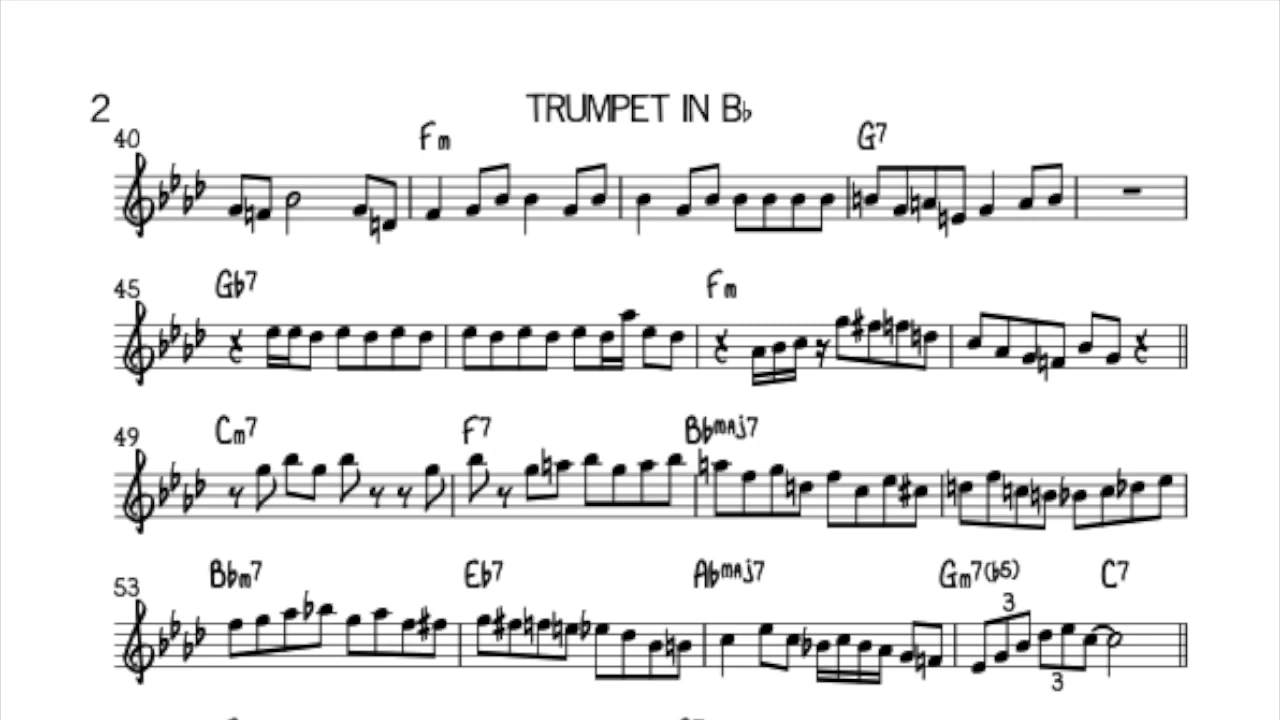 2 TRUMPET IN B♭
40 Fm G7
45 G♭7 Fm
49 Cm7 F7 B♭MAJ7
53 B♭m7 E♭7 A♭MAJ7 Gm7(♭5) C7
3
3